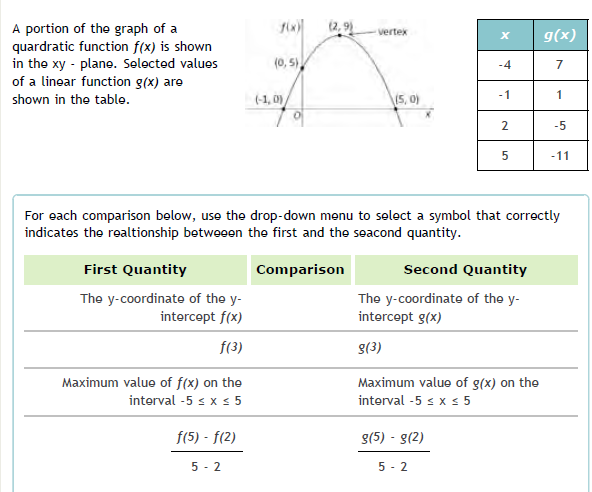 A portion of the graph of a
quardratic function f(x) is shown
in the xy - plane. Selected values
of a linear function g(x) are
shown in the table.
f(x)
(2, 9)
vertex
(0, 5)
(-1, 0)
(5, 0)
O
x
x g(x)
-4 7
-1 1
2 -5
5 -11
For each comparison below, use the drop-down menu to select a symbol that correctly
indicates the realtionship betweeen the first and the seacond quantity.
First Quantity Comparison Second Quantity
The y-coordinate of the y-
intercept f(x)
The y-coordinate of the y-
intercept g(x)
f(3) g(3)
Maximum value of f(x) on the
interval -5 ≤ x ≤ 5
Maximum value of g(x) on the
interval -5 ≤ x ≤ 5
f(5) - f(2)
5 - 2
g(5) - g(2)
5 - 2